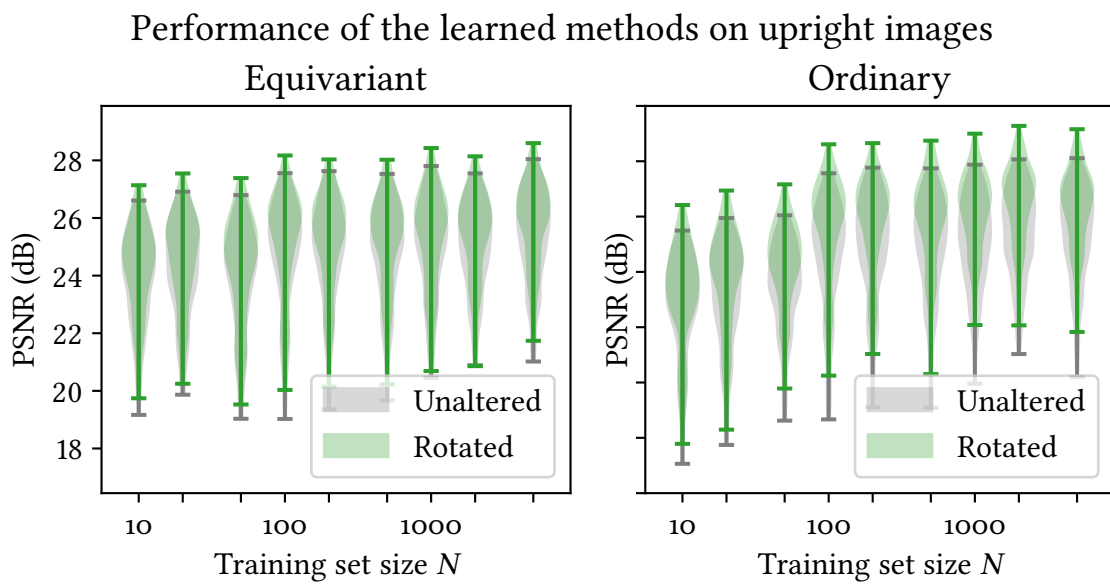 Performance of the learned methods on upright images
Equivariant
Ordinary
PSNR (dB)
28
26
24
22
20
18
Unaltered
Rotated
10
100
1000
Training set size N
PSNR (dB)
Unaltered
Rotated
10
100
1000
Training set size N